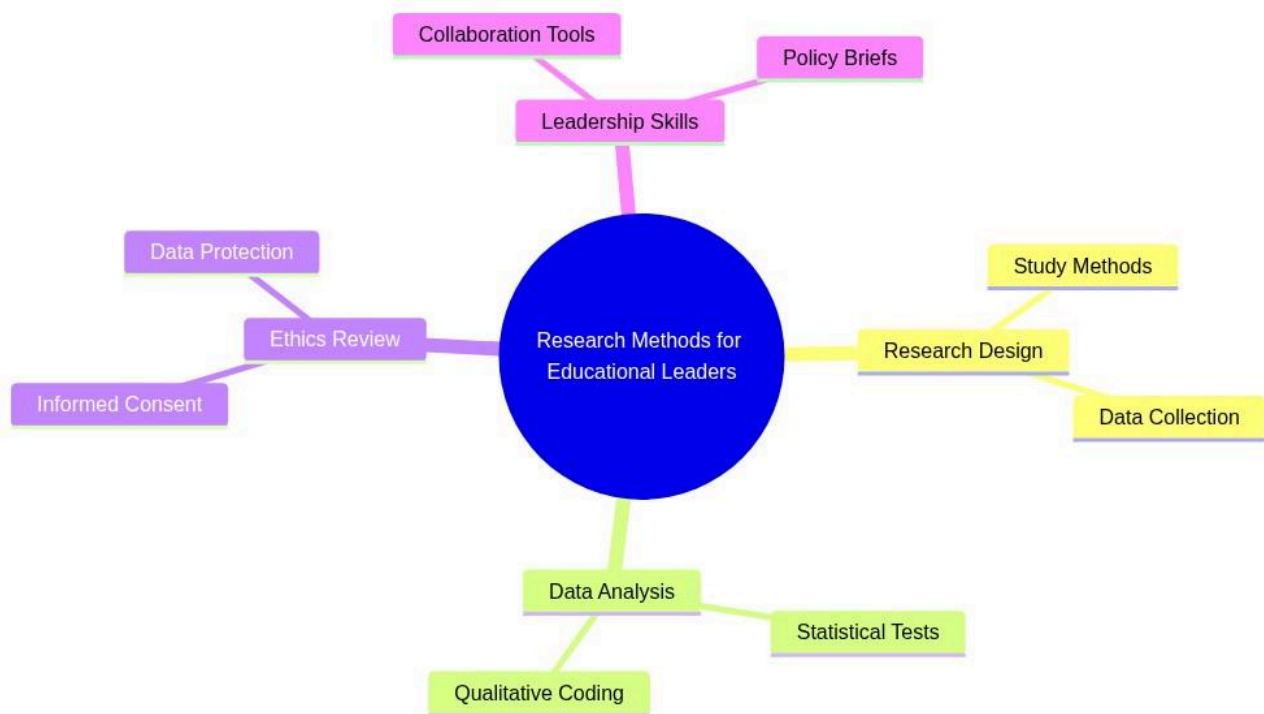 Collaboration Tools
Policy Briefs
Leadership Skills
Data Protection
Study Methods
Ethics Review
Research Methods for
Educational Leaders
Research Design
Informed Consent
Data Collection
Data Analysis
Statistical Tests
Qualitative Coding